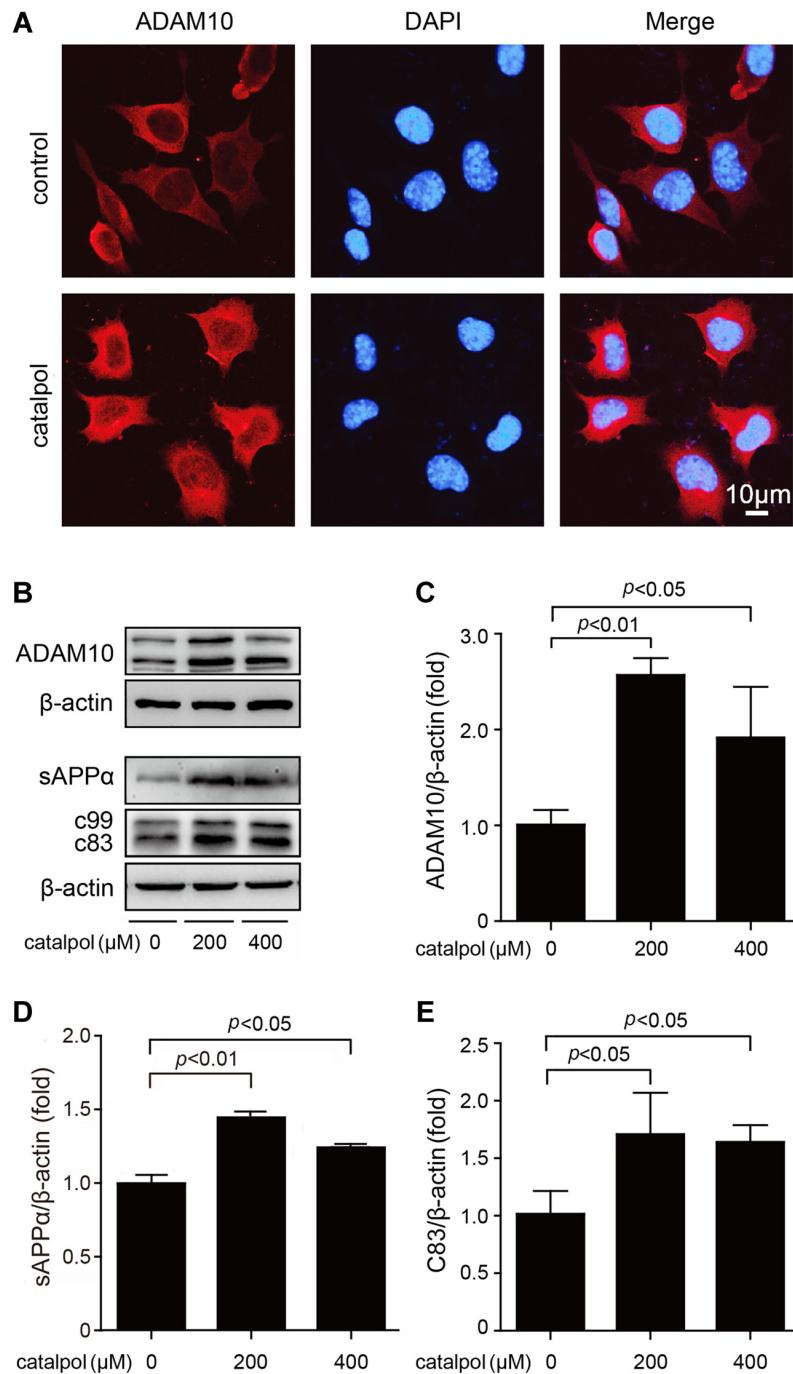 A
ADAM10 DAPI Merge
control
catalpol
10μm
B
ADAM10
β-actin
sAPPα
c99
c83
β-actin
catalpol (μM) 0 200 400
C
p<0.05
p<0.01
ADAM10/β-actin (fold)
3.0
2.0
1.0
0
catalpol (μM) 0 200 400
D
p<0.05
p<0.01
sAPPα/β-actin (fold)
2.0
1.5
1.0
0.5
0
catalpol (μM) 0 200 400
E
p<0.05
p<0.05
C83/β-actin (fold)
2.5
2.0
1.5
1.0
0.5
0
catalpol (μM) 0 200 400